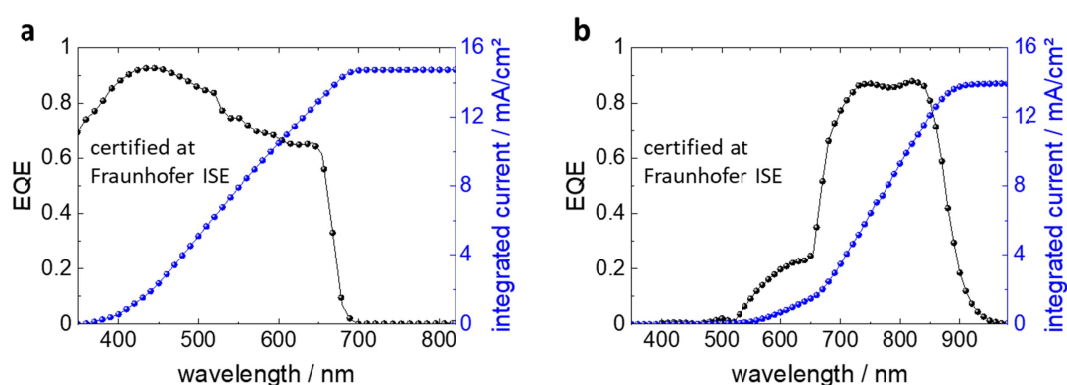 a
EQE
1
0.8
0.6
0.4
0.2
0
certified at
Fraunhofer ISE
400 500 600 700 800
wavelength / nm
16
12
8
4
0
integrated current / mA/cm²
b
EQE
1
0.8
0.6
0.4
0.2
0
certified at
Fraunhofer ISE
400 500 600 700 800 900
wavelength / nm
16
12
8
4
0
integrated current / mA/cm²